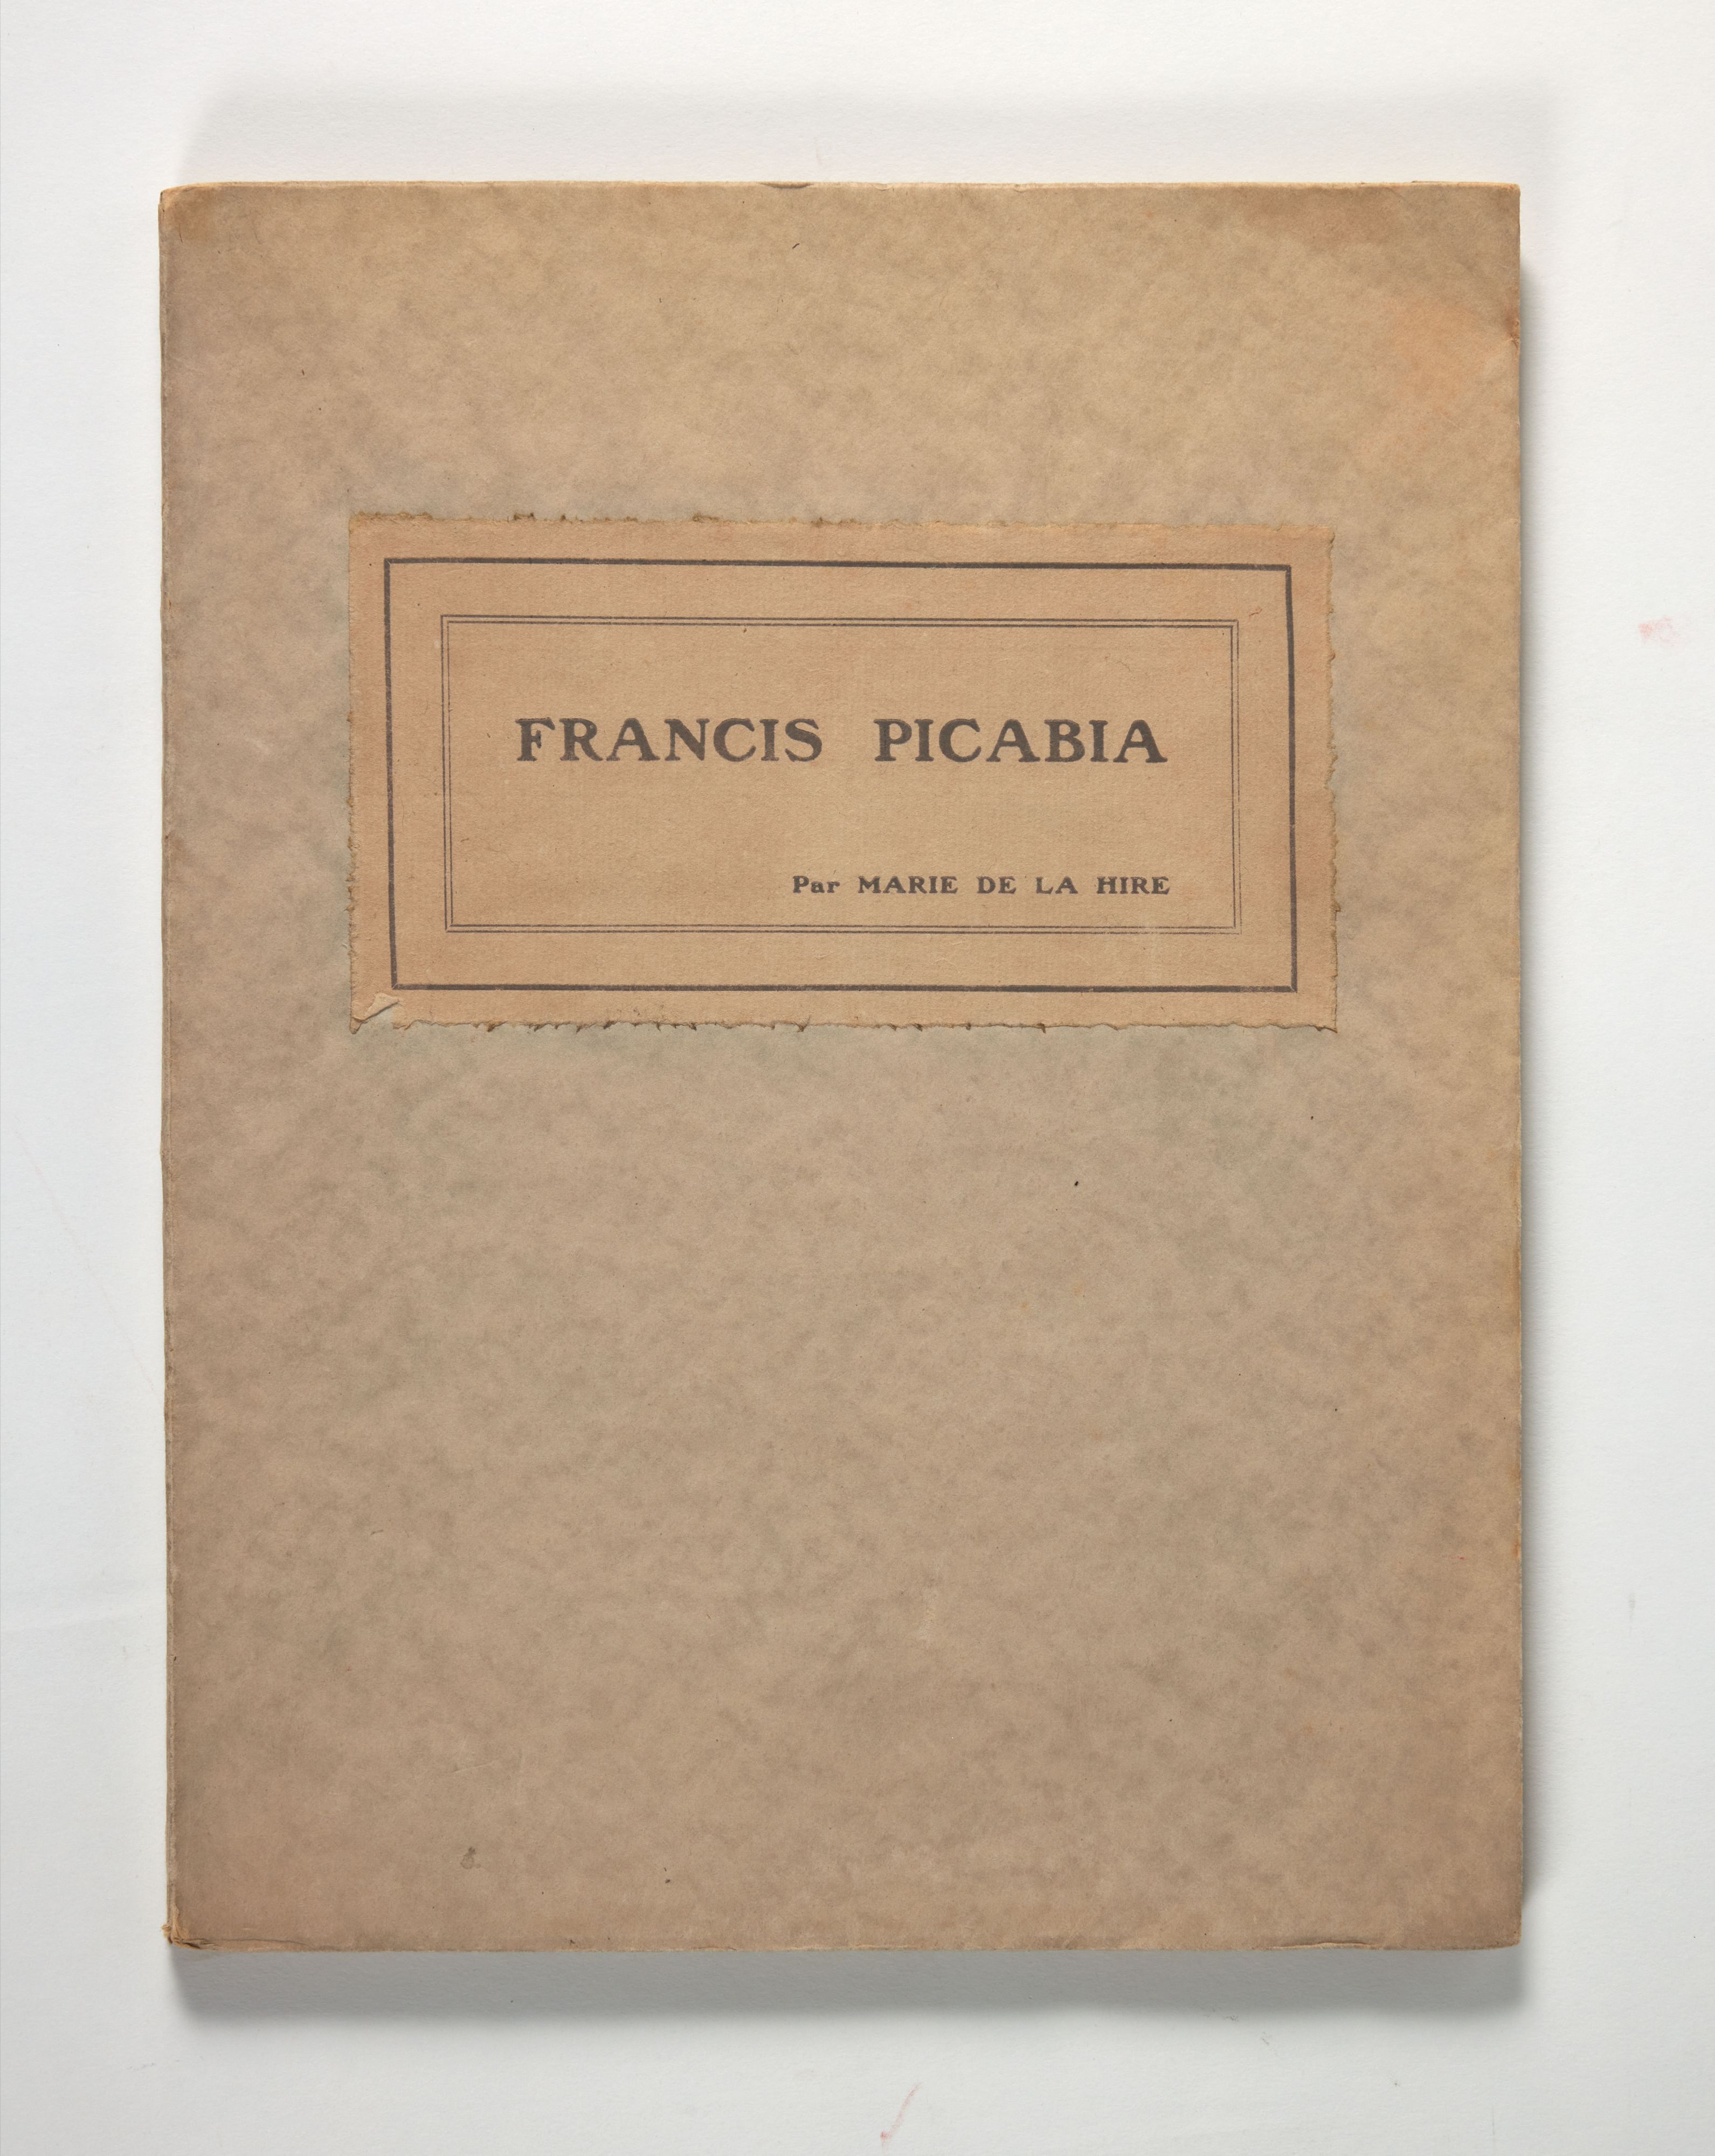 FRANCIS PICABIA
Par MARIE DE LA HIRE